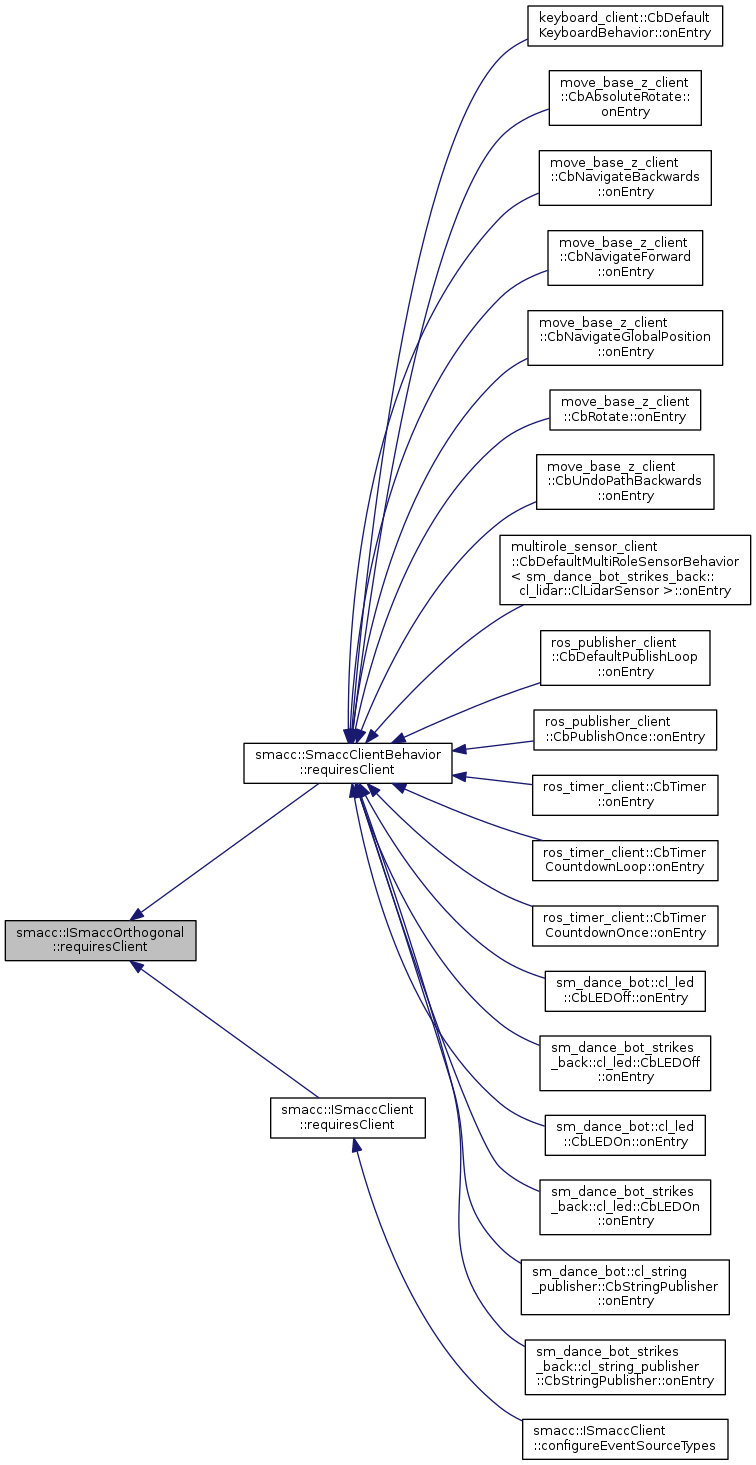 keyboard_client::CbDefault
KeyboardBehavior::onEntry
move_base_z_client
::CbAbsoluteRotate::
onEntry
move_base_z_client
::CbNavigateBackwards
::onEntry
move_base_z_client
::CbNavigateForward
::onEntry
move_base_z_client
::CbNavigateGlobalPosition
::onEntry
move_base_z_client
::CbRotate::onEntry
move_base_z_client
::CbUndoPathBackwards
::onEntry
multirole_sensor_client
::CbDefaultMultiRoleSensorBehavior
< sm_dance_bot_strikes_back::
cl_lidar::ClLidarSensor >::onEntry
ros_publisher_client
::CbDefaultPublishLoop
::onEntry
ros_publisher_client
::CbPublishOnce::onEntry
smacc::SmaccClientBehavior
::requiresClient
ros_timer_client::CbTimer
::onEntry
ros_timer_client::CbTimer
CountdownLoop::onEntry
ros_timer_client::CbTimer
CountdownOnce::onEntry
smacc::ISmaccOrthogonal
::requiresClient
sm_dance_bot::cl_led
::CbLEDOff::onEntry
sm_dance_bot_strikes
_back::cl_led::CbLEDOff
::onEntry
smacc::ISmaccClient
::requiresClient
sm_dance_bot::cl_led
::CbLEDOn::onEntry
sm_dance_bot_strikes
_back::cl_led::CbLEDOn
::onEntry
sm_dance_bot::cl_string
_publisher::CbStringPublisher
::onEntry
sm_dance_bot_strikes
_back::cl_string_publisher
::CbStringPublisher::onEntry
smacc::ISmaccClient
::configureEventSourceTypes